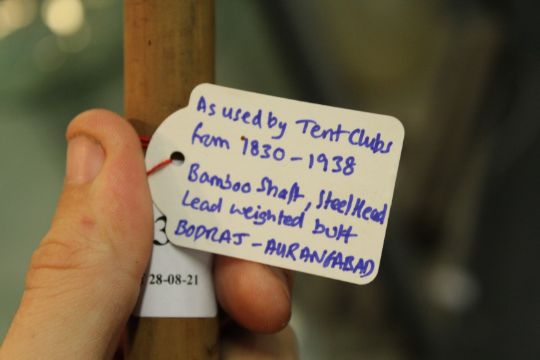 As used by Tent Clubs
from 1830 - 1938
Bamboo Shaft, Steel Head
Lead weighted butt
BODRAJ - AURANGABAD
3
28-08-21